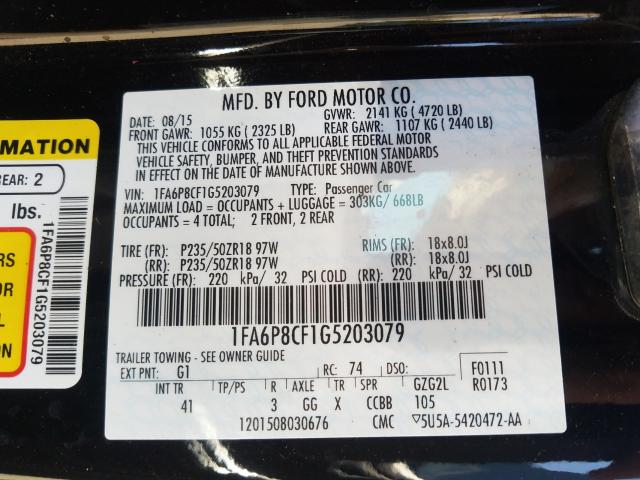 MFD. BY FORD MOTOR CO.
DATE: 08/15 GVWR: 2141 KG ( 4720 LB)
FRONT GAWR: 1055 KG ( 2325 LB) REAR GAWR: 1107 KG ( 2440 LB)
THIS VEHICLE CONFORMS TO ALL APPLICABLE FEDERAL MOTOR
VEHICLE SAFETY, BUMPER, AND THEFT PREVENTION STANDARDS
IN EFFECT ON THE DATE OF MANUFACTURE SHOWN ABOVE.
VIN: 1FA6P8CF1G5203079 TYPE: Passenger Car
MAXIMUM LOAD = OCCUPANTS + LUGGAGE = 303KG/ 668LB
OCCUPANTS = 4 TOTAL; 2 FRONT, 2 REAR
TIRE (FR): P235/50ZR18 97W RIMS (FR): 18x8.0J
(RR): P235/50ZR18 97W (RR): 18x8.0J
PRESSURE (FR): 220 kPa/ 32 PSI COLD (RR): 220 kPa/ 32 PSI COLD
1FA6P8CF1G5203079
TRAILER TOWING - SEE OWNER GUIDE
EXT PNT: G1 RC: 74 DSO: F0111
INT TR TP/PS R AXLE TR SPR GZG2L R0173
41 3 GG X CCBB 105
1201508030676 CMC ▽5U5A-5420472-AA
MATION
REAR: 2
lbs.
RS
L
ON
1FA6P8CF1G5203079